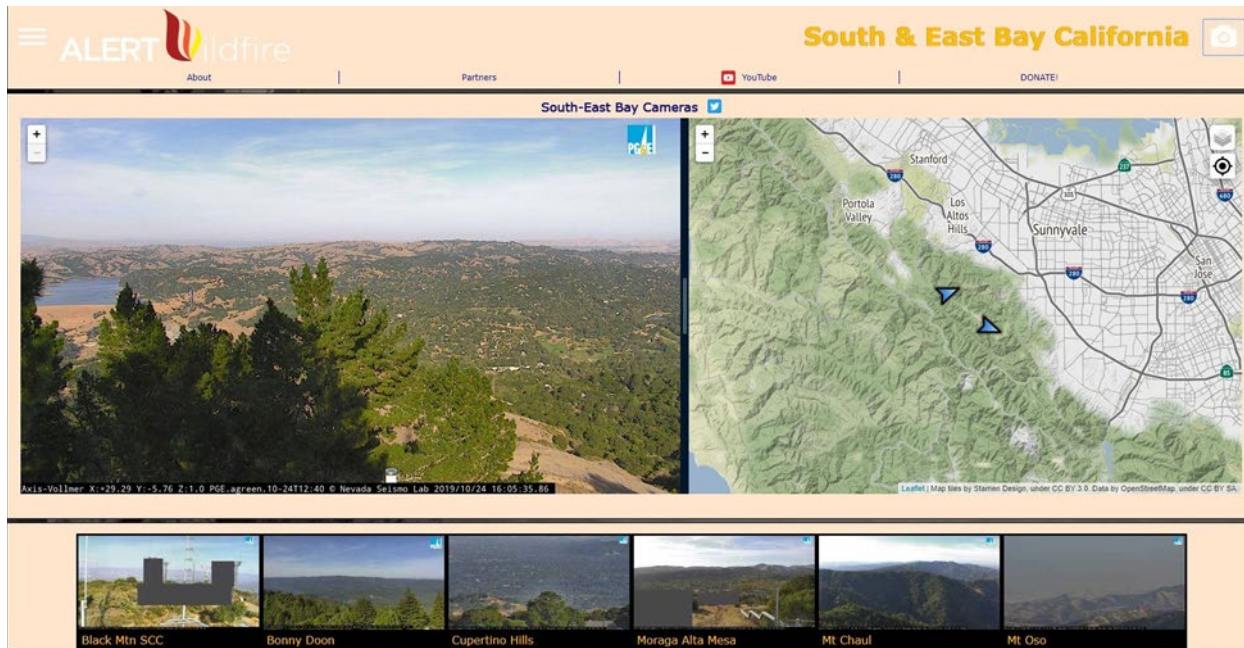 ALERT Wildfire
South & East Bay California
About
Partners
YouTube
DONATE!
South-East Bay Cameras
+
-
PG&E
Axis-Vollmer X:+29.29 Y:-5.76 Z:1.0 PGE.agreen.10-24T12:40 © Nevada Seismo Lab 2019/10/24 16:05:35.86
+
-
Stanford
237
280
680
Portola
Valley
Los
Altos
Hills
Sunnyvale
280
San
Jose
280
280
85
Leaflet | Map tiles by Stamen Design, under CC BY 3.0. Data by OpenStreetMap, under CC BY SA.
Black Mtn SCC
Bonny Doon
Cupertino Hills
Moraga Alta Mesa
Mt Chaul
Mt Oso